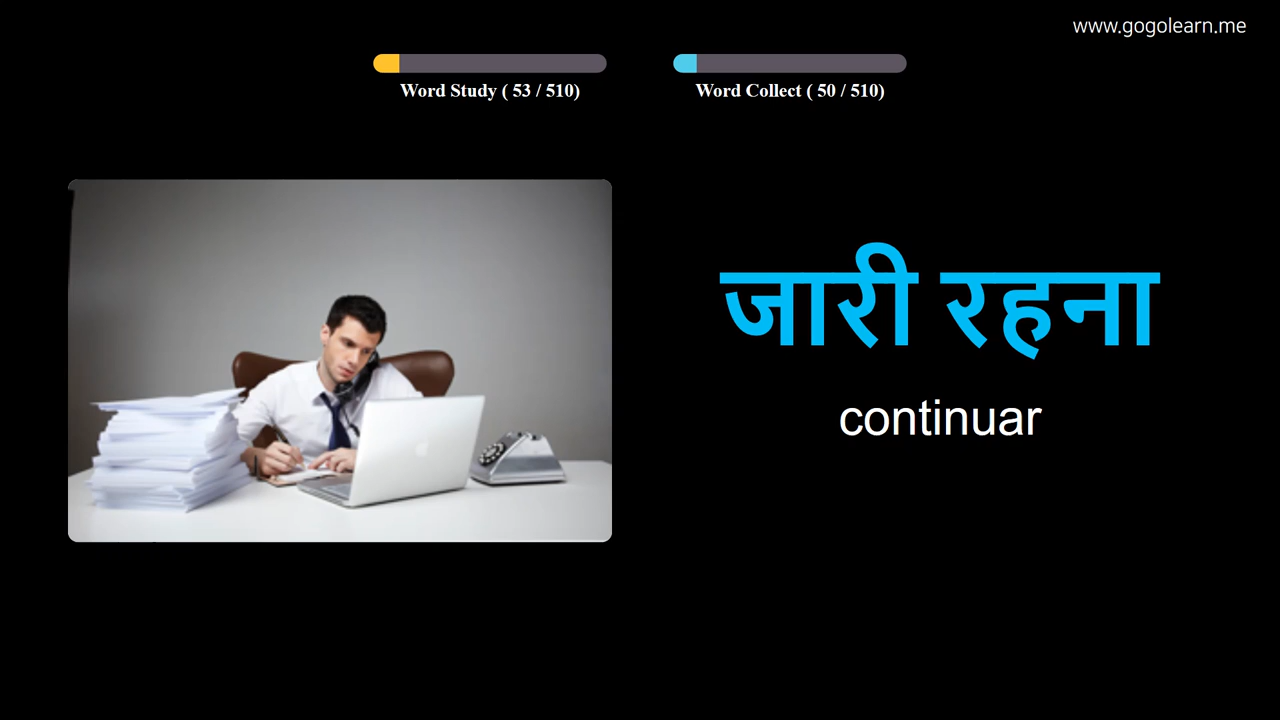 www.gogolearn.me
Word Study ( 53 / 510)
Word Collect ( 50 / 510)
जारी रहना
continuar